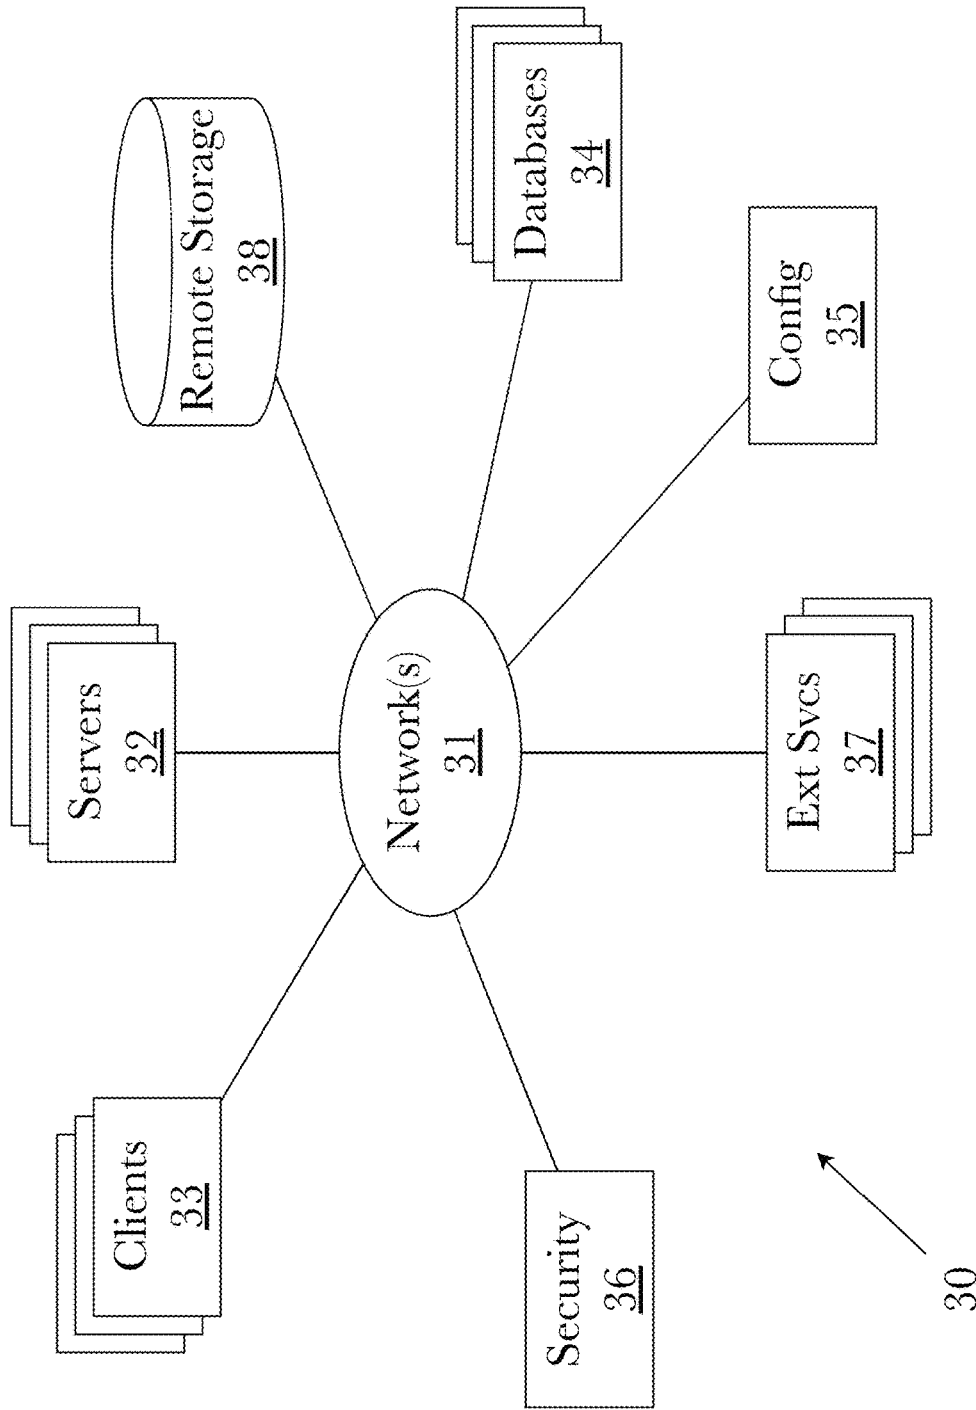 Clients
33
Servers
32
Remote Storage
38
Network(s)
31
Databases
34
Security
36
Ext Svcs
37
Config
35
30